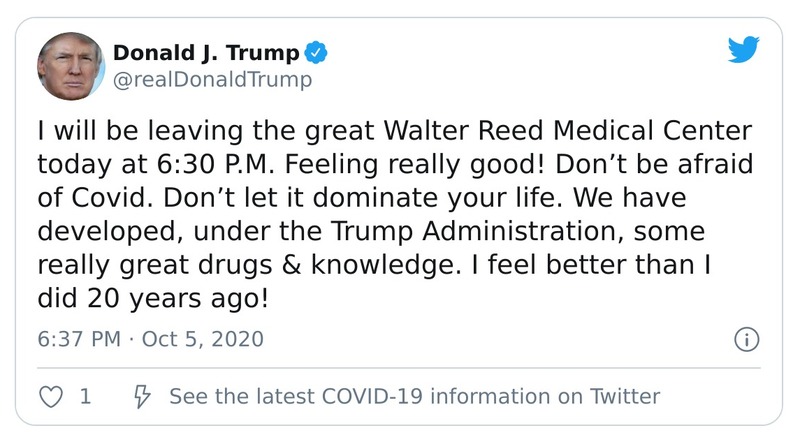 Donald J. Trump
@realDonaldTrump
I will be leaving the great Walter Reed Medical Center
today at 6:30 P.M. Feeling really good! Don’t be afraid
of Covid. Don’t let it dominate your life. We have
developed, under the Trump Administration, some
really great drugs & knowledge. I feel better than I
did 20 years ago!
6:37 PM · Oct 5, 2020
1 See the latest COVID-19 information on Twitter